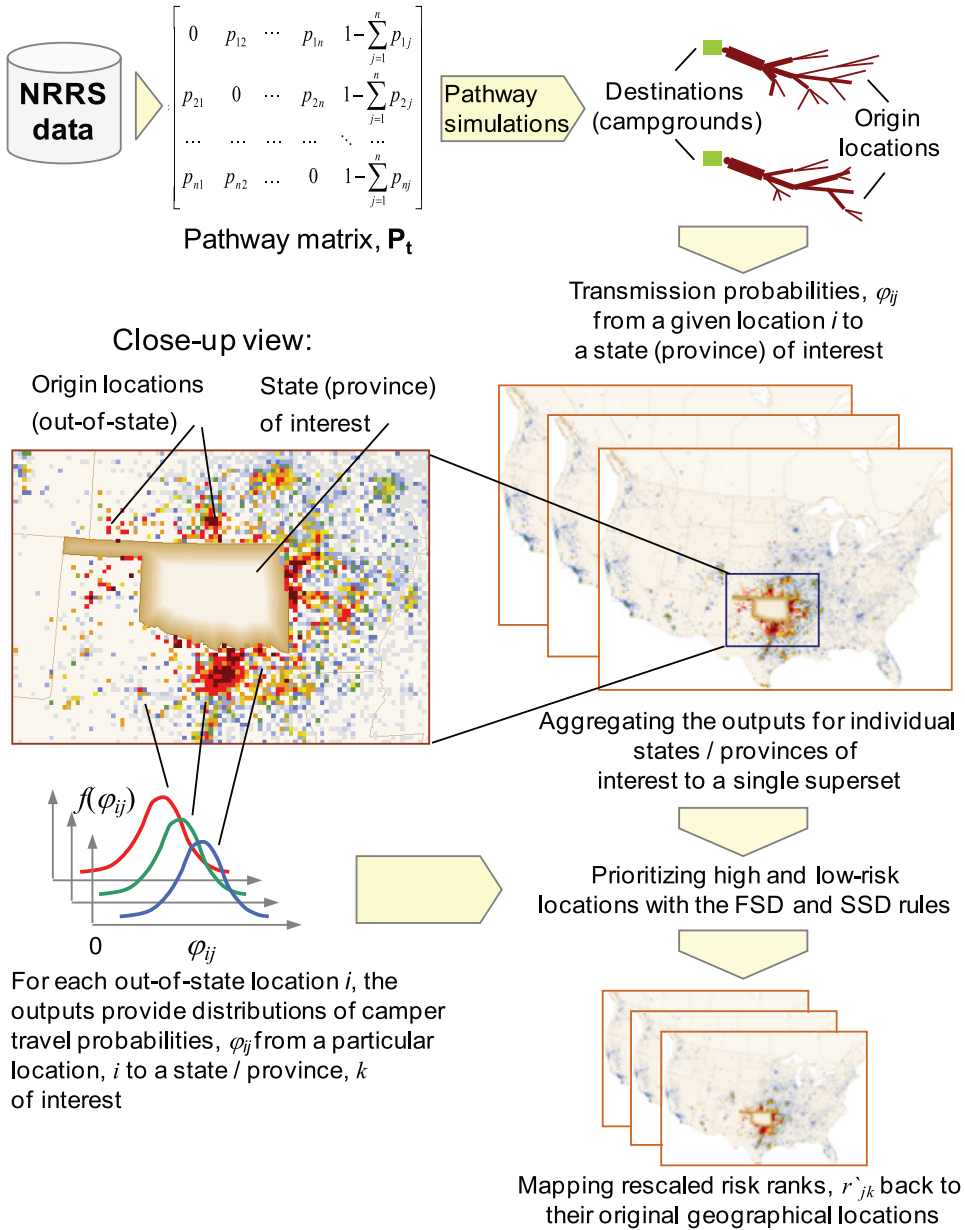 NRRS
data
0 p12 ... p1n 1-∑j=1n p1j
p21 0 ... p2n 1-∑j=1n p2j
... ... ... ... ⋱ ...
pn1 pn2 ... 0 1-∑j=1n pnj
Pathway matrix, Pt
Pathway
simulations
Destinations
(campgrounds)
Origin
locations
Transmission probabilities, φij
from a given location i to
a state (province) of interest
Close-up view:
Origin locations
(out-of-state)
State (province)
of interest
Aggregating the outputs for individual
states / provinces of
interest to a single superset
f(φij)
0
φij
Prioritizing high and low-risk
locations with the FSD and SSD rules
For each out-of-state location i, the
outputs provide distributions of camper
travel probabilities, φij from a particular
location, i to a state / province, k
of interest
Mapping rescaled risk ranks, r`jk back to
their original geographical locations